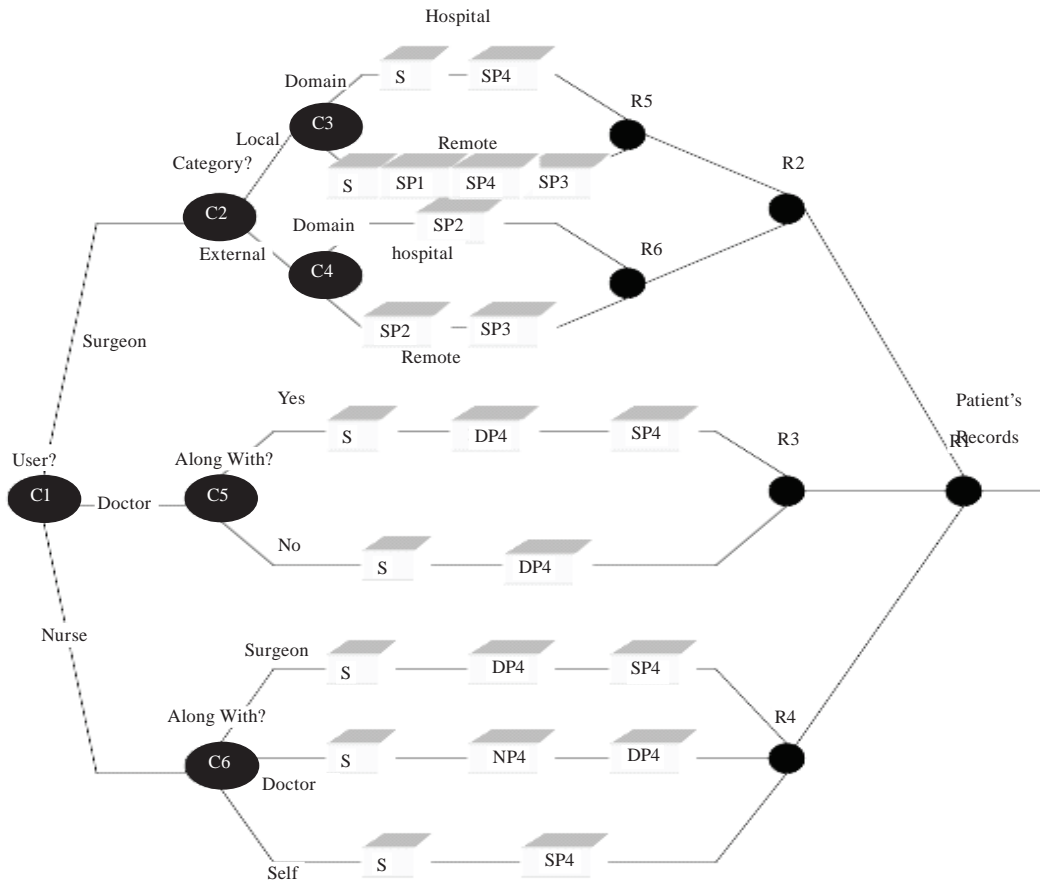 Hospital
S SP4
Domain
C3
R5
Local
Remote
Category?
R2
S SP1 SP4 SP3
C2
Domain SP2
External
hospital
R6
C4
SP2 SP3
Surgeon
Remote
Yes
Patient's
S DP4 SP4
R3
Records
R1
User?
Along With?
C1
Doctor
C5
No
S DP4
Nurse
Surgeon
S DP4 SP4
Along With?
R4
C6
S NP4 DP4
Doctor
S SP4
Self